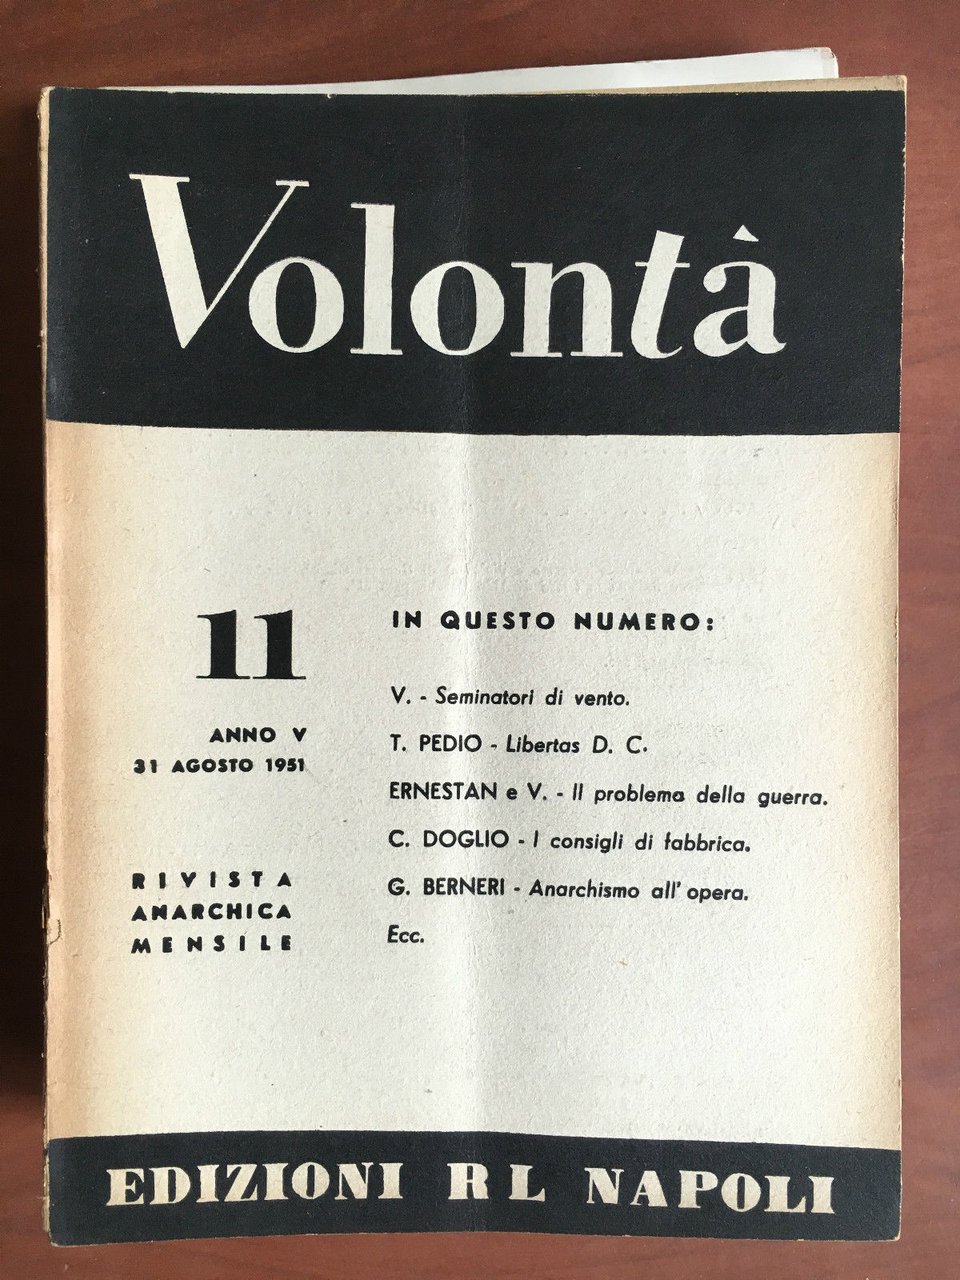 Volontà
11
ANNO V
31 AGOSTO 1951
RIVISTA
ANARCHICA
MENSILE
IN QUESTO NUMERO:
V. - Seminatori di vento.
T. PEDIO - Libertas D. C.
ERNESTAN e V. - Il problema della guerra.
C. DOGLIO - I consigli di fabbrica.
G. BERNERI - Anarchismo all' opera.
Ecc.
EDIZIONI RL NAPOLI